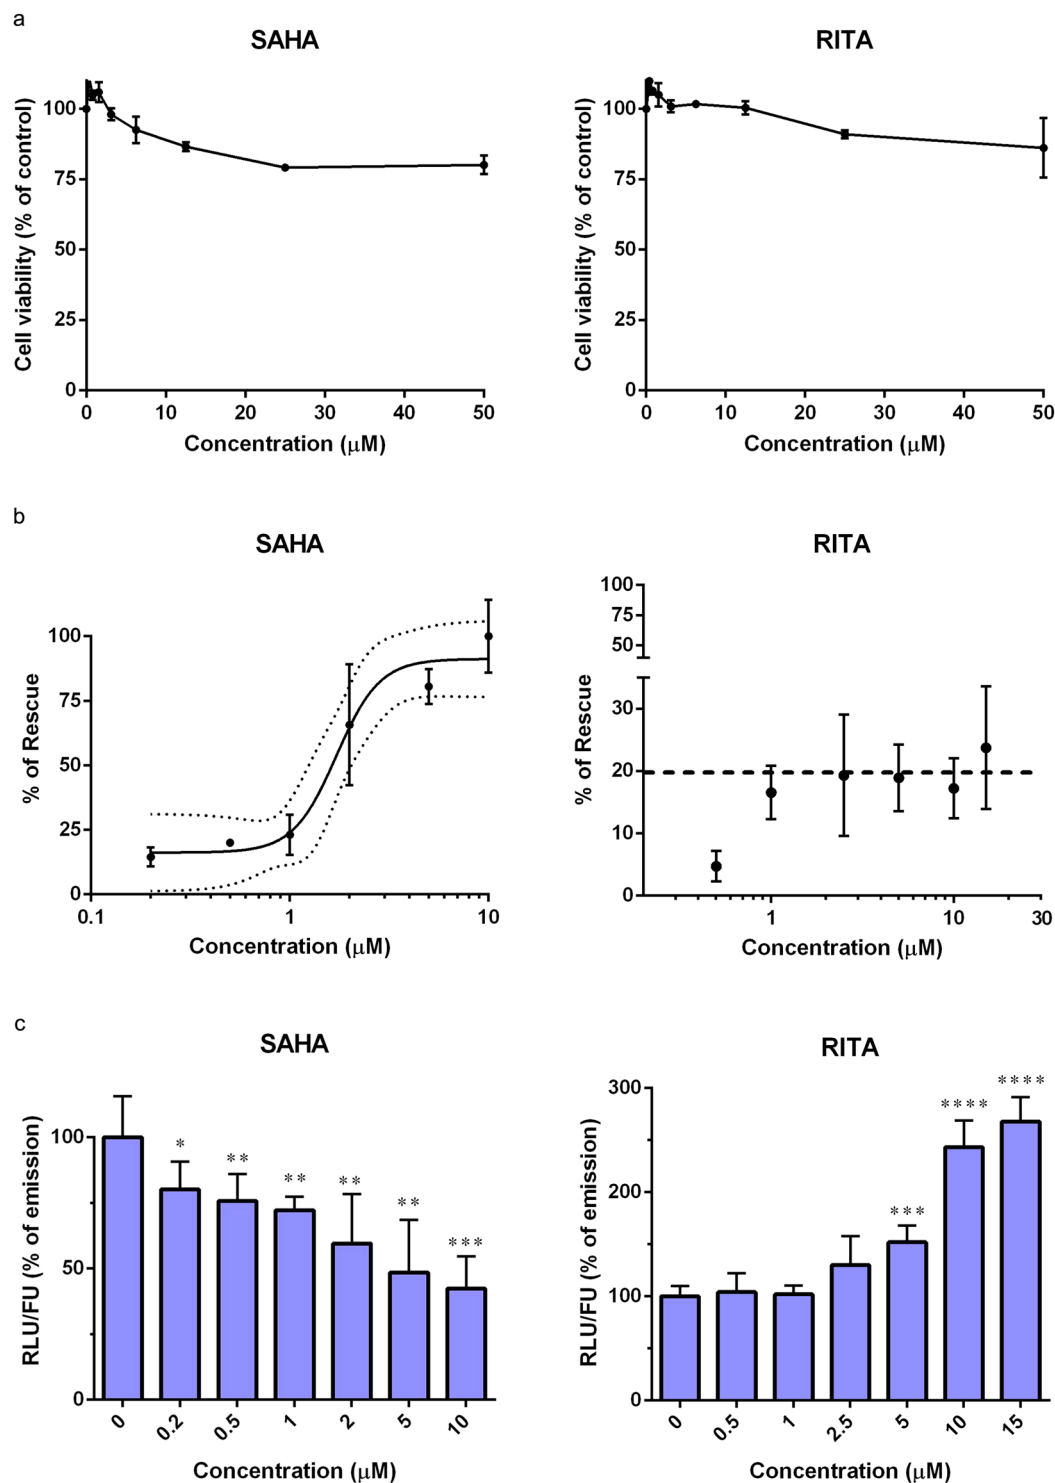 a
SAHA
Cell viability (% of control)
100
75
50
25
0
0 10 20 30 40 50
Concentration (μM)
RITA
Cell viability (% of control)
100
75
50
25
0
0 10 20 30 40 50
Concentration (μM)
b
SAHA
% of Rescue
100
75
50
25
0
0.1 1 10
Concentration (μM)
RITA
% of Rescue
100
75
50
30
20
10
0
1 10 30
Concentration (μM)
c
SAHA
RLU/FU (% of emission)
100
50
0
* ** ** ** ** ***
0 0.2 0.5 1 2 5 10
Concentration (μM)
RITA
RLU/FU (% of emission)
300
200
100
0
*** **** ****
0 0.5 1 2.5 5 10 15
Concentration (μM)